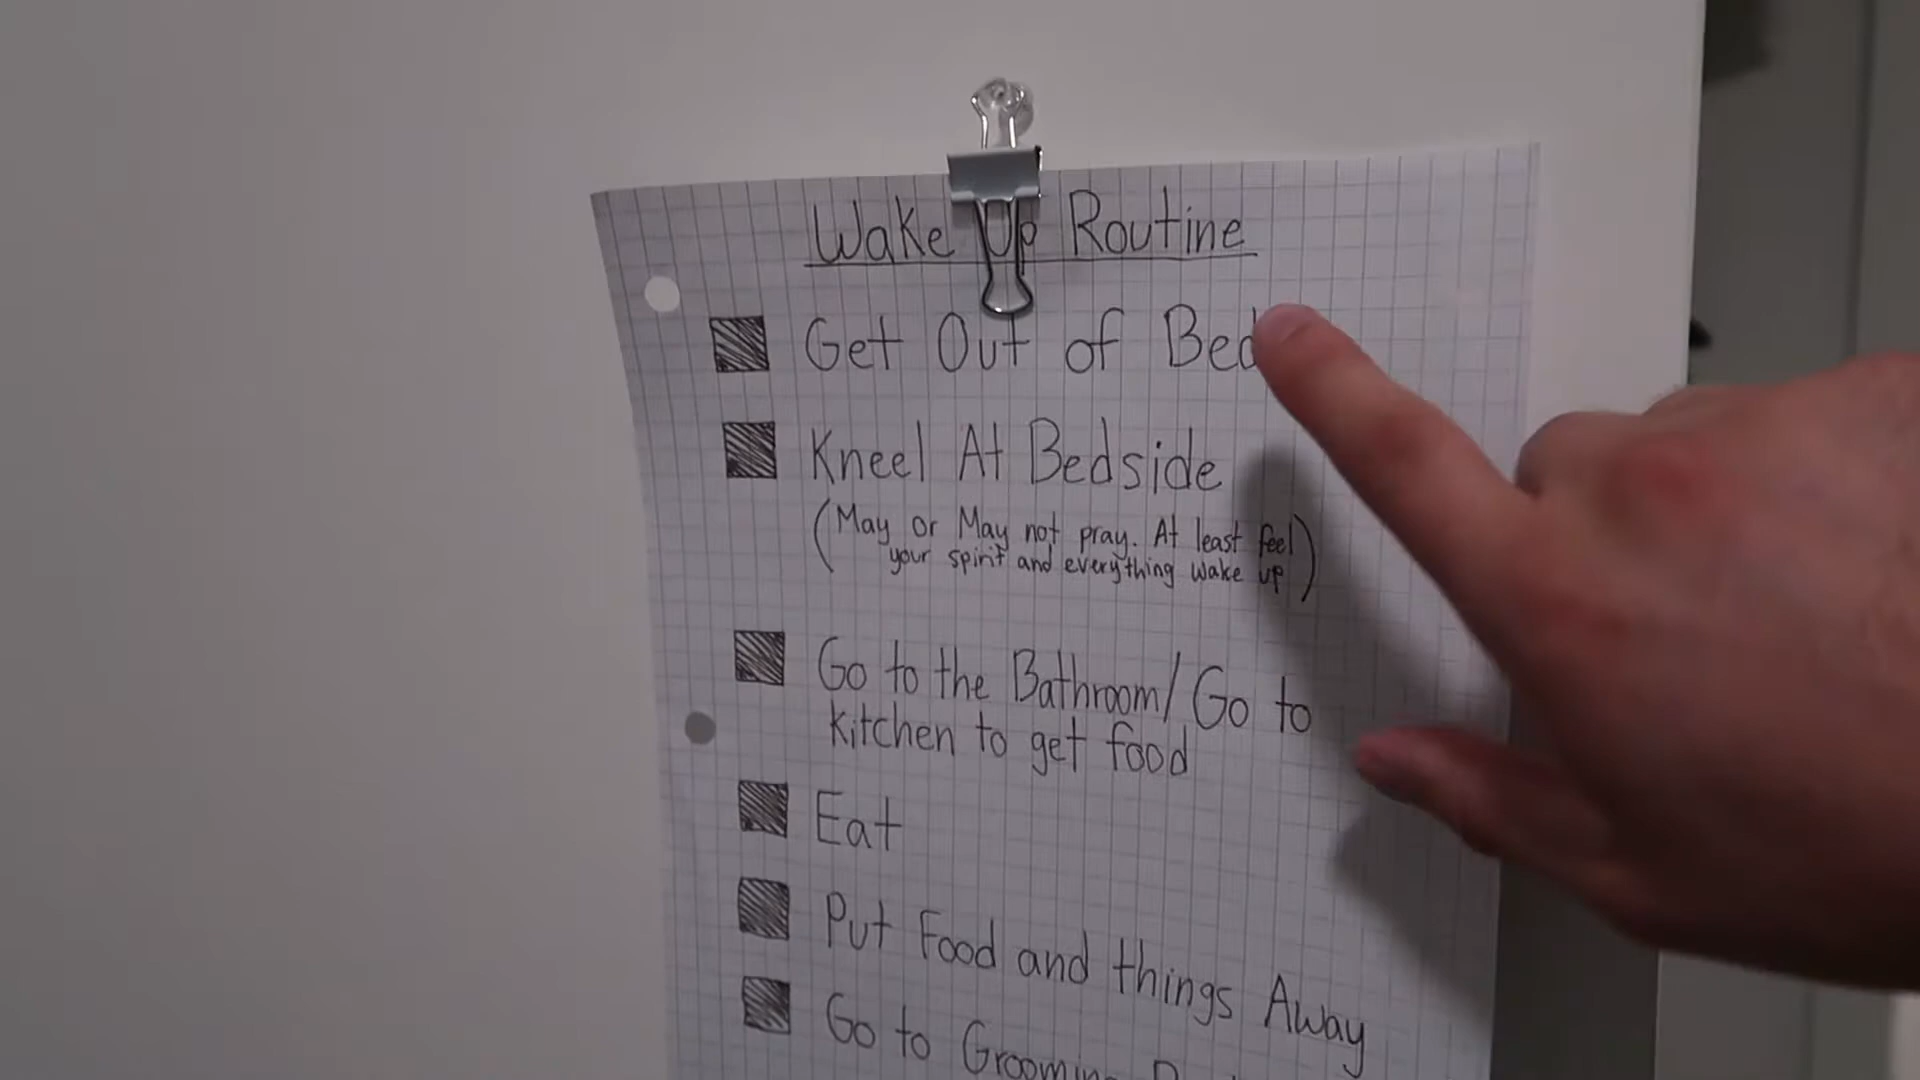 Wake Up Routine
Get Out of Bed
Kneel At Bedside
(May or May not pray. At least feel
your spirit and everything wake up)
Go to the Bathroom/Go to
kitchen to get food
Eat
Put Food and things Away
Go to Grooming